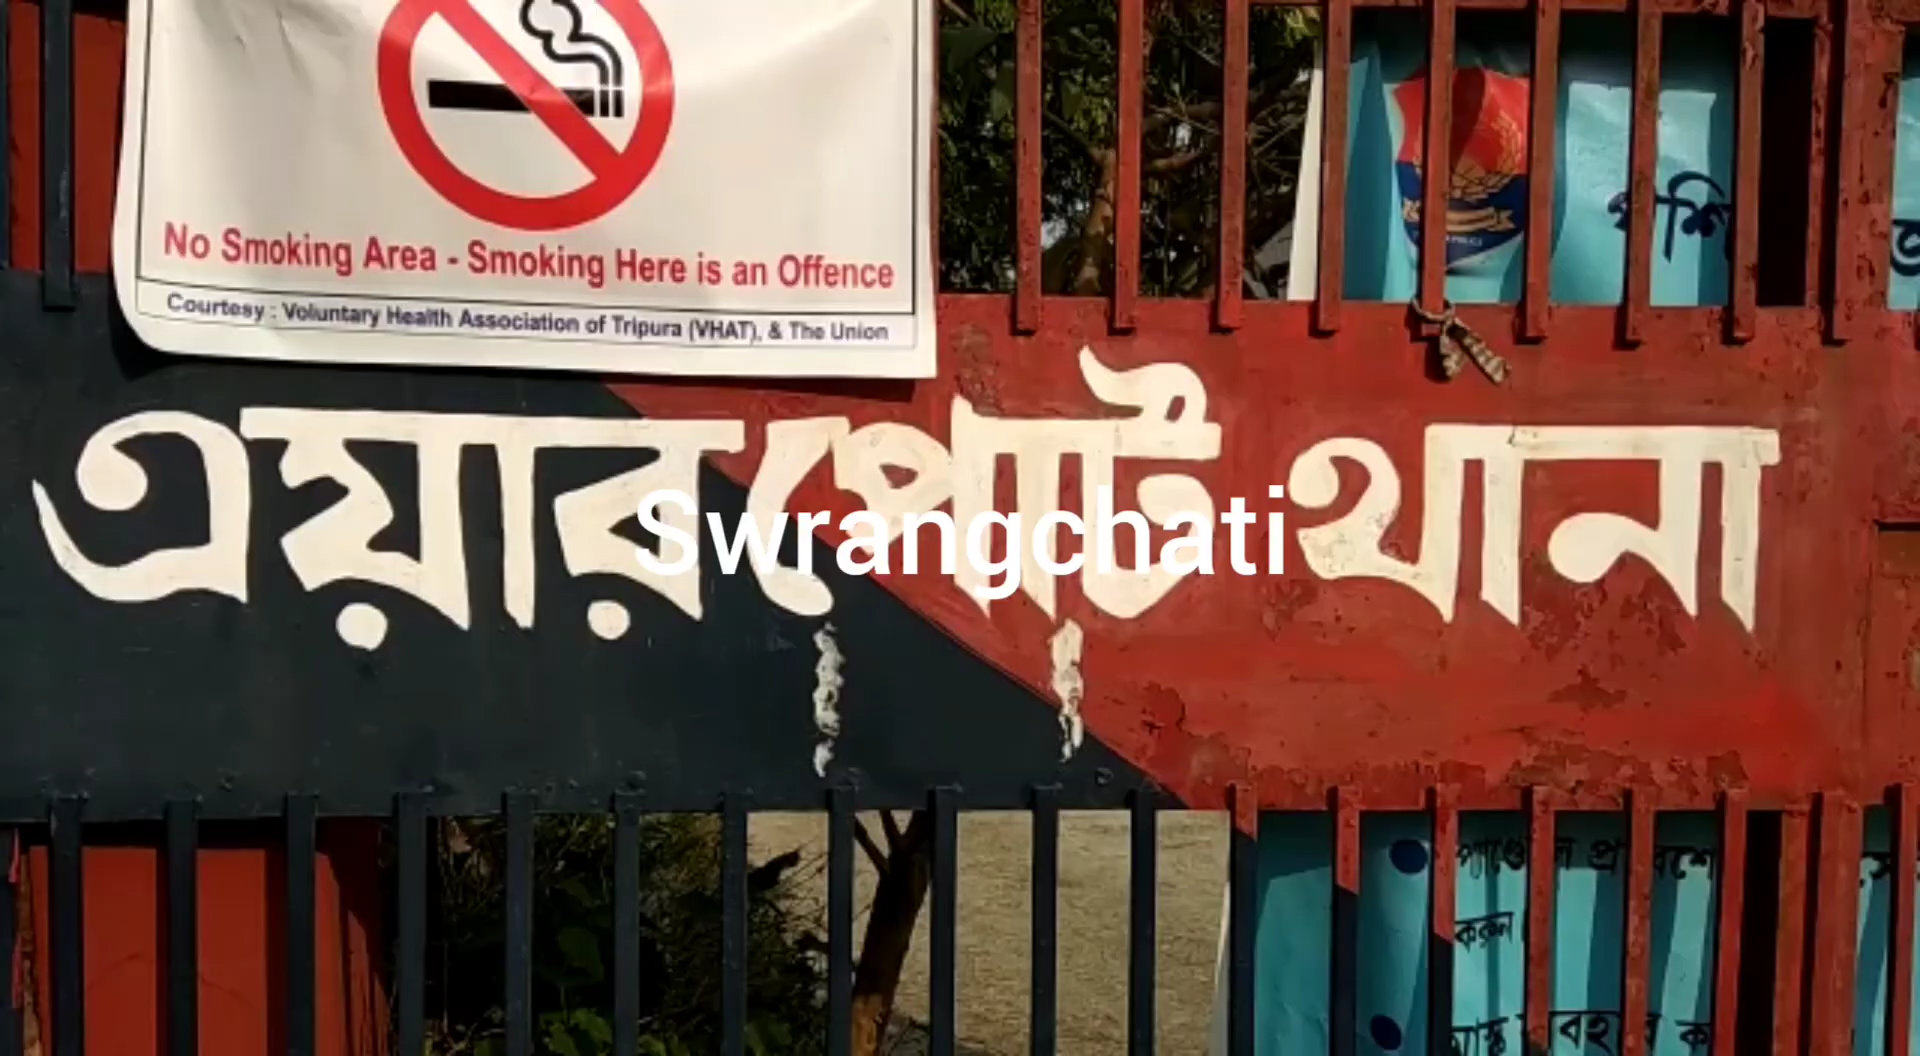 No Smoking Area - Smoking Here is an Offence
Courtesy : Voluntary Health Association of Tripura (VHAT), & The Union
এয়ারপোর্ট থানা
Swrangchati
করুন